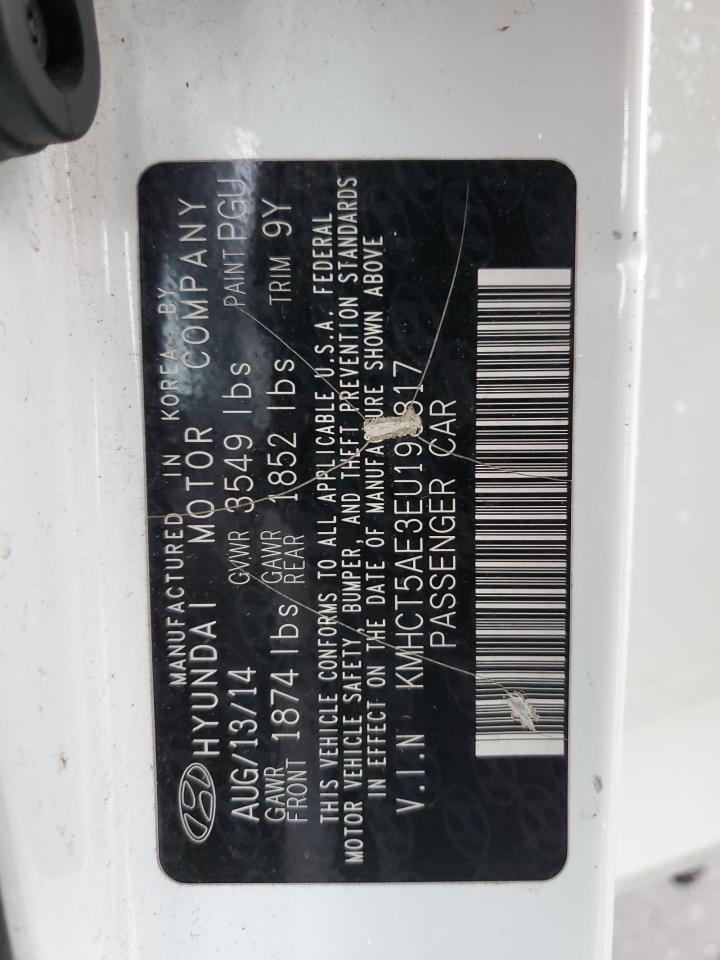 MANUFACTURED IN KOREA BY
HYUNDAI MOTOR COMPANY
AUG/13/14 GVWR 3549 lbs PAINT PGU
GAWR FRONT 1874 lbs GAWR REAR 1852 lbs TRIM 9Y
THIS VEHICLE CONFORMS TO ALL APPLICABLE U.S.A. FEDERAL
MOTOR VEHICLE SAFETY, BUMPER, AND THEFT PREVENTION STANDARDS
IN EFFECT ON THE DATE OF MANUFACTURE SHOWN ABOVE
V.I.N
PASSENGER CAR